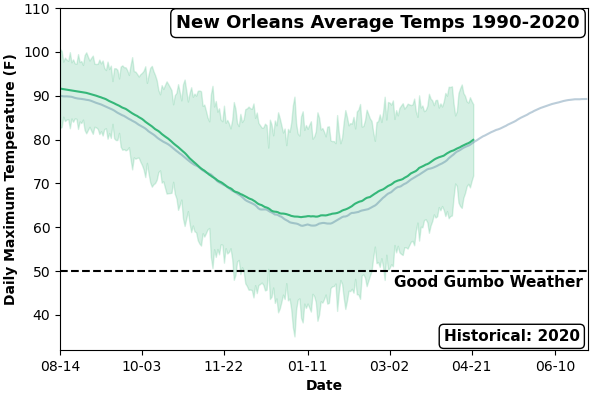 New Orleans Average Temps 1990-2020
Daily Maximum Temperature (F)
110
100
90
80
70
60
50
40
Good Gumbo Weather
Historical: 2020
08-14 10-03 11-22 01-11 03-02 04-21 06-10
Date